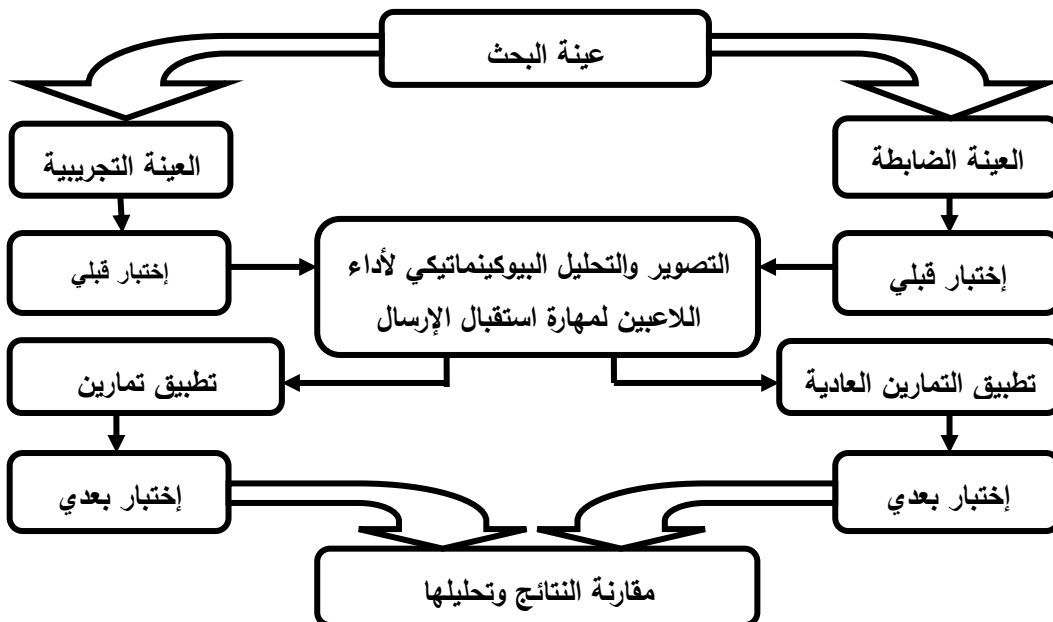 عينة البحث
العينة الضابطة
العينة التجريبية
إختبار قبلي
التصوير والتحليل البيوكينماتيكي لأداء
اللاعبين لمهارة استقبال الإرسال
إختبار قبلي
تطبيق التمارين العادية
تطبيق تمارين
إختبار بعدي
إختبار بعدي
مقارنة النتائج وتحليلها